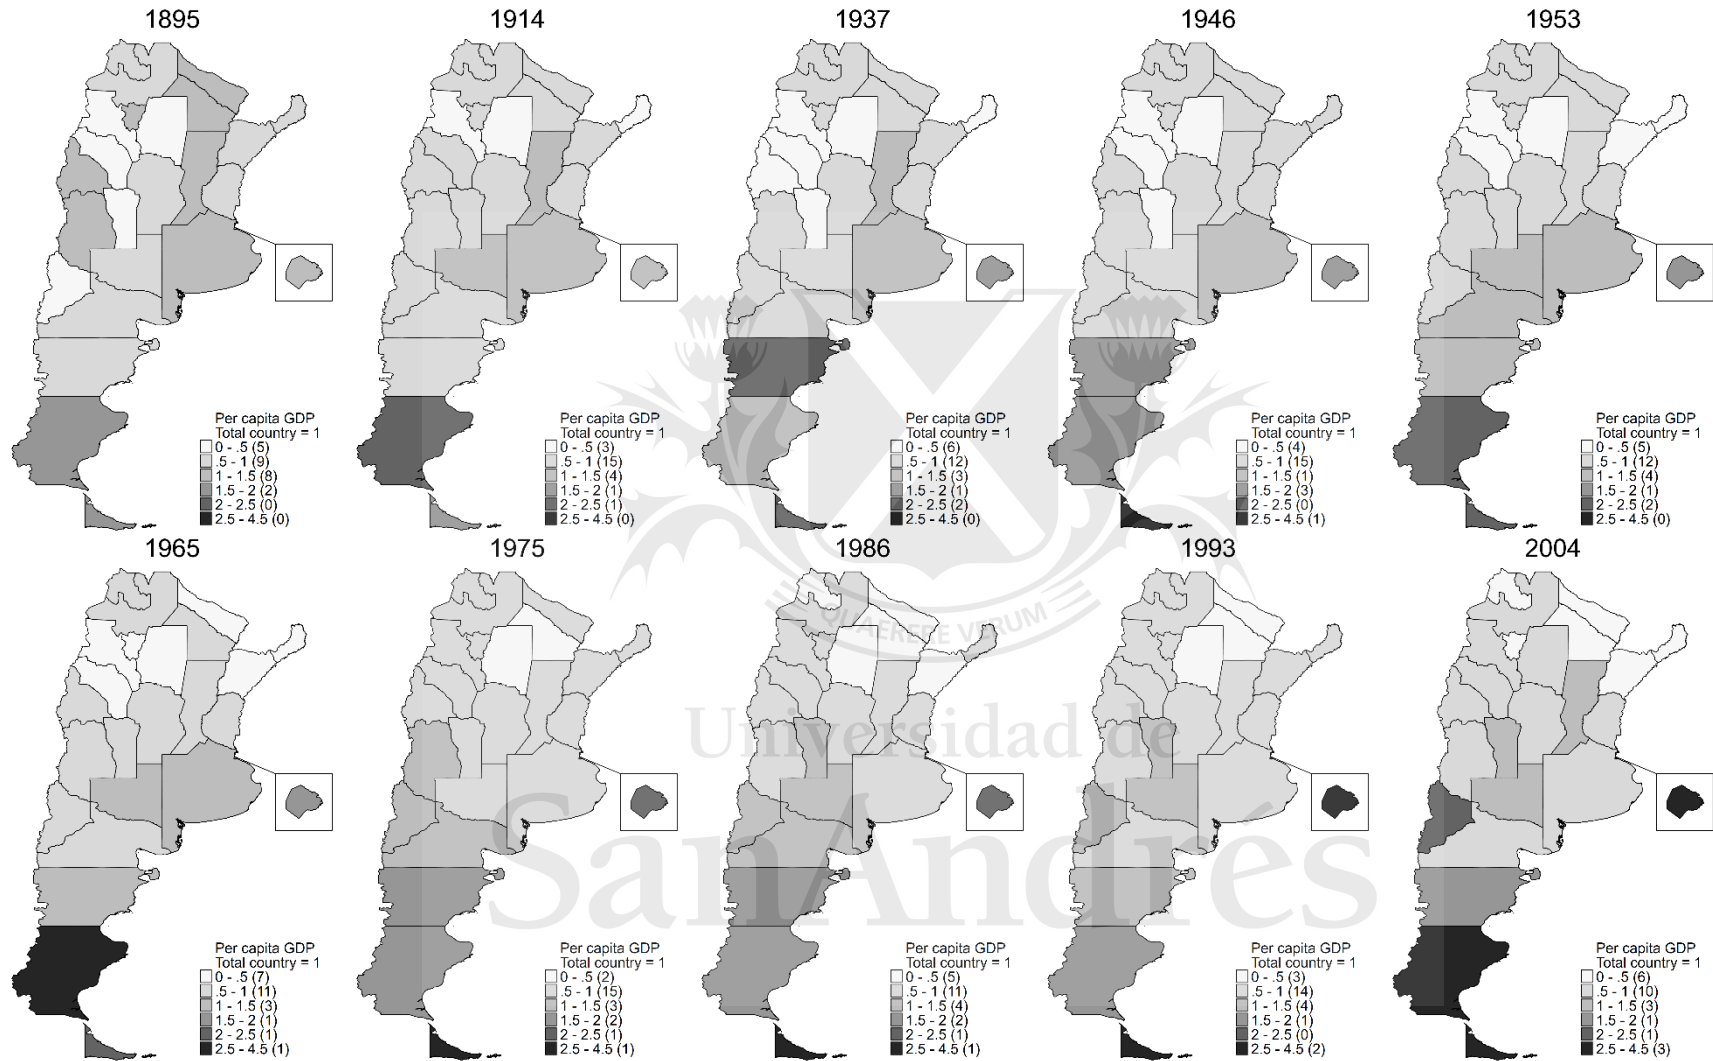 1895
1914
1937
1946
1953
Per capita GDP
Total country = 1
0 - .5 (5)
.5 - 1 (9)
1 - 1.5 (8)
1.5 - 2 (2)
2 - 2.5 (0)
2.5 - 4.5 (0)
Per capita GDP
Total country = 1
0 - .5 (3)
.5 - 1 (15)
1 - 1.5 (4)
1.5 - 2 (1)
2 - 2.5 (1)
2.5 - 4.5 (0)
Per capita GDP
Total country = 1
0 - .5 (6)
.5 - 1 (12)
1 - 1.5 (3)
1.5 - 2 (1)
2 - 2.5 (2)
2.5 - 4.5 (0)
Per capita GDP
Total country = 1
0 - .5 (4)
.5 - 1 (15)
1 - 1.5 (1)
1.5 - 2 (3)
2 - 2.5 (0)
2.5 - 4.5 (1)
Per capita GDP
Total country = 1
0 - .5 (5)
.5 - 1 (12)
1 - 1.5 (4)
1.5 - 2 (1)
2 - 2.5 (2)
2.5 - 4.5 (0)
1965
1975
1986
1993
2004
QUAERERE VERUM
Universidad de
SanAndrés
Per capita GDP
Total country = 1
0 - .5 (7)
.5 - 1 (11)
1 - 1.5 (3)
1.5 - 2 (1)
2 - 2.5 (1)
2.5 - 4.5 (1)
Per capita GDP
Total country = 1
0 - .5 (2)
.5 - 1 (15)
1 - 1.5 (3)
1.5 - 2 (2)
2 - 2.5 (1)
2.5 - 4.5 (1)
Per capita GDP
Total country = 1
0 - .5 (5)
.5 - 1 (11)
1 - 1.5 (4)
1.5 - 2 (2)
2 - 2.5 (1)
2.5 - 4.5 (1)
Per capita GDP
Total country = 1
0 - .5 (3)
.5 - 1 (14)
1 - 1.5 (4)
1.5 - 2 (1)
2 - 2.5 (0)
2.5 - 4.5 (2)
Per capita GDP
Total country = 1
0 - .5 (6)
.5 - 1 (10)
1 - 1.5 (3)
1.5 - 2 (1)
2 - 2.5 (1)
2.5 - 4.5 (3)